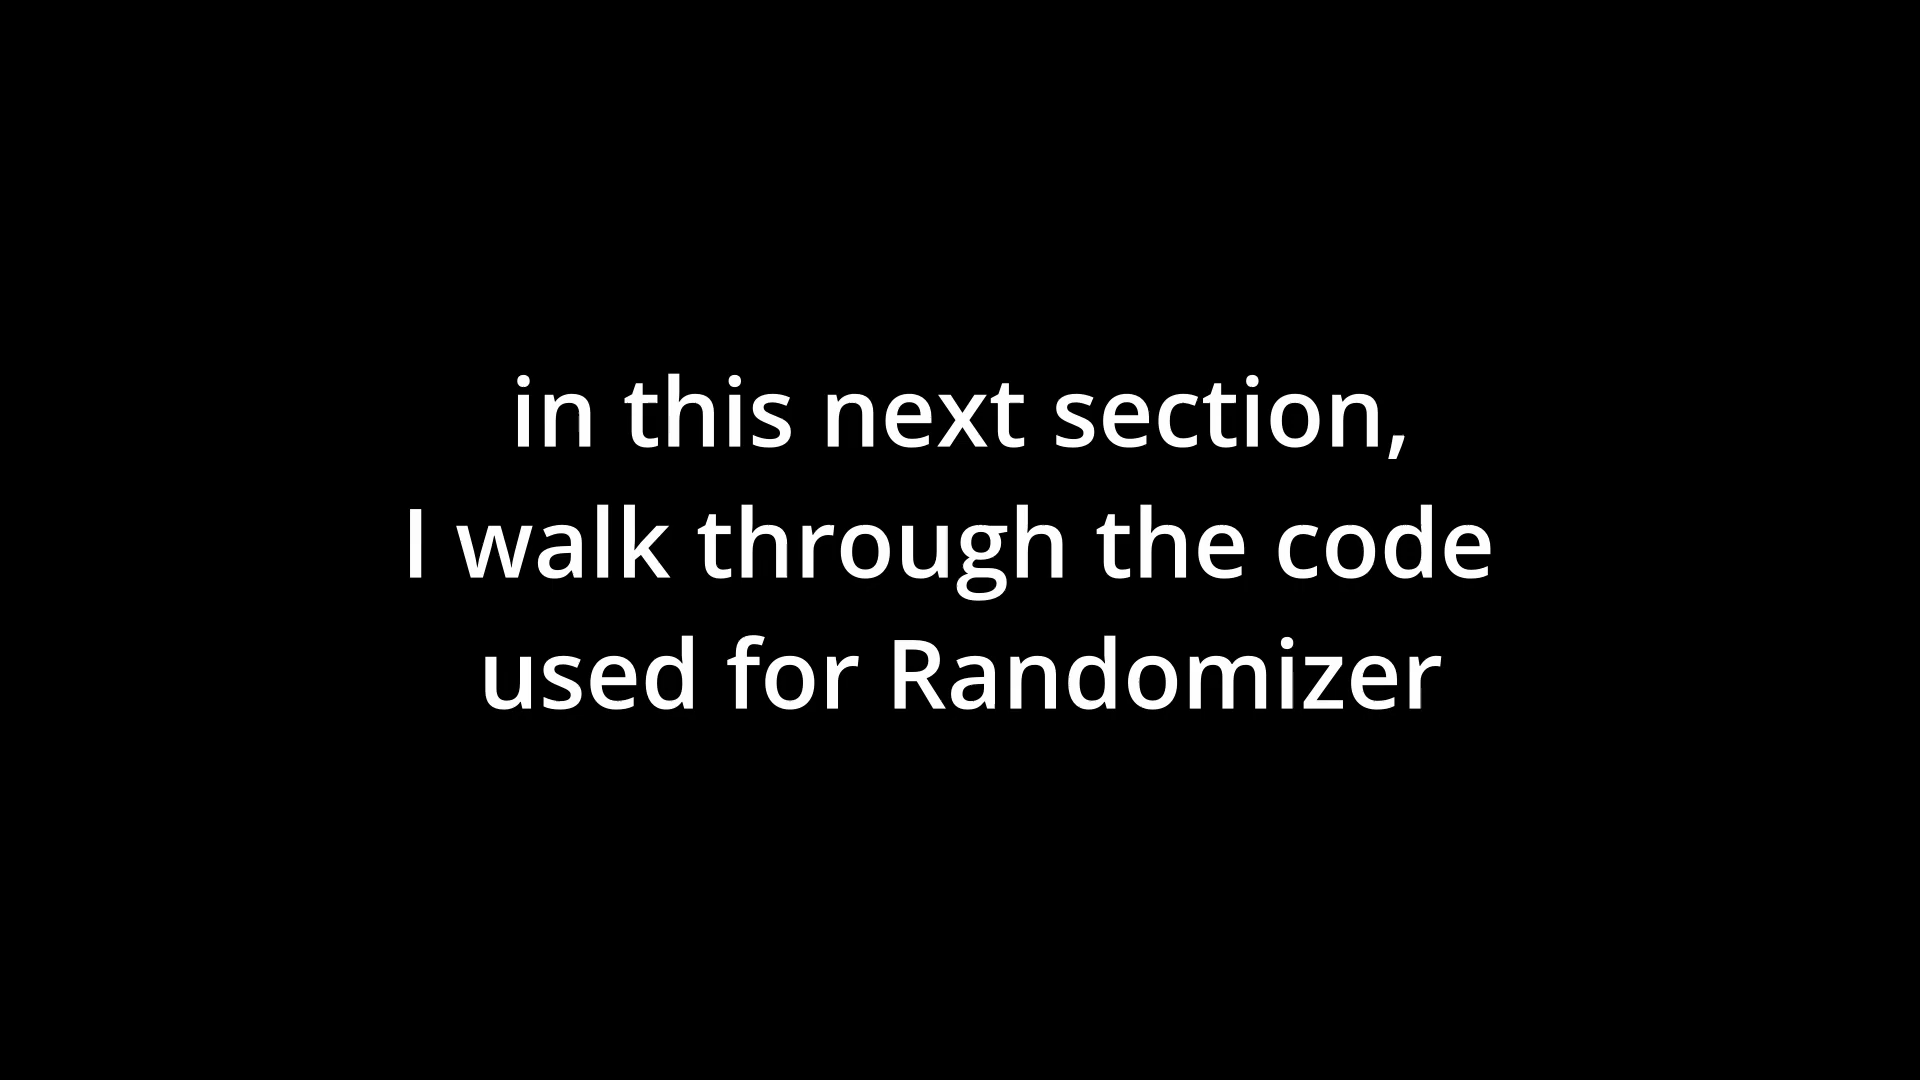 in this next section,
I walk through the code
used for Randomizer